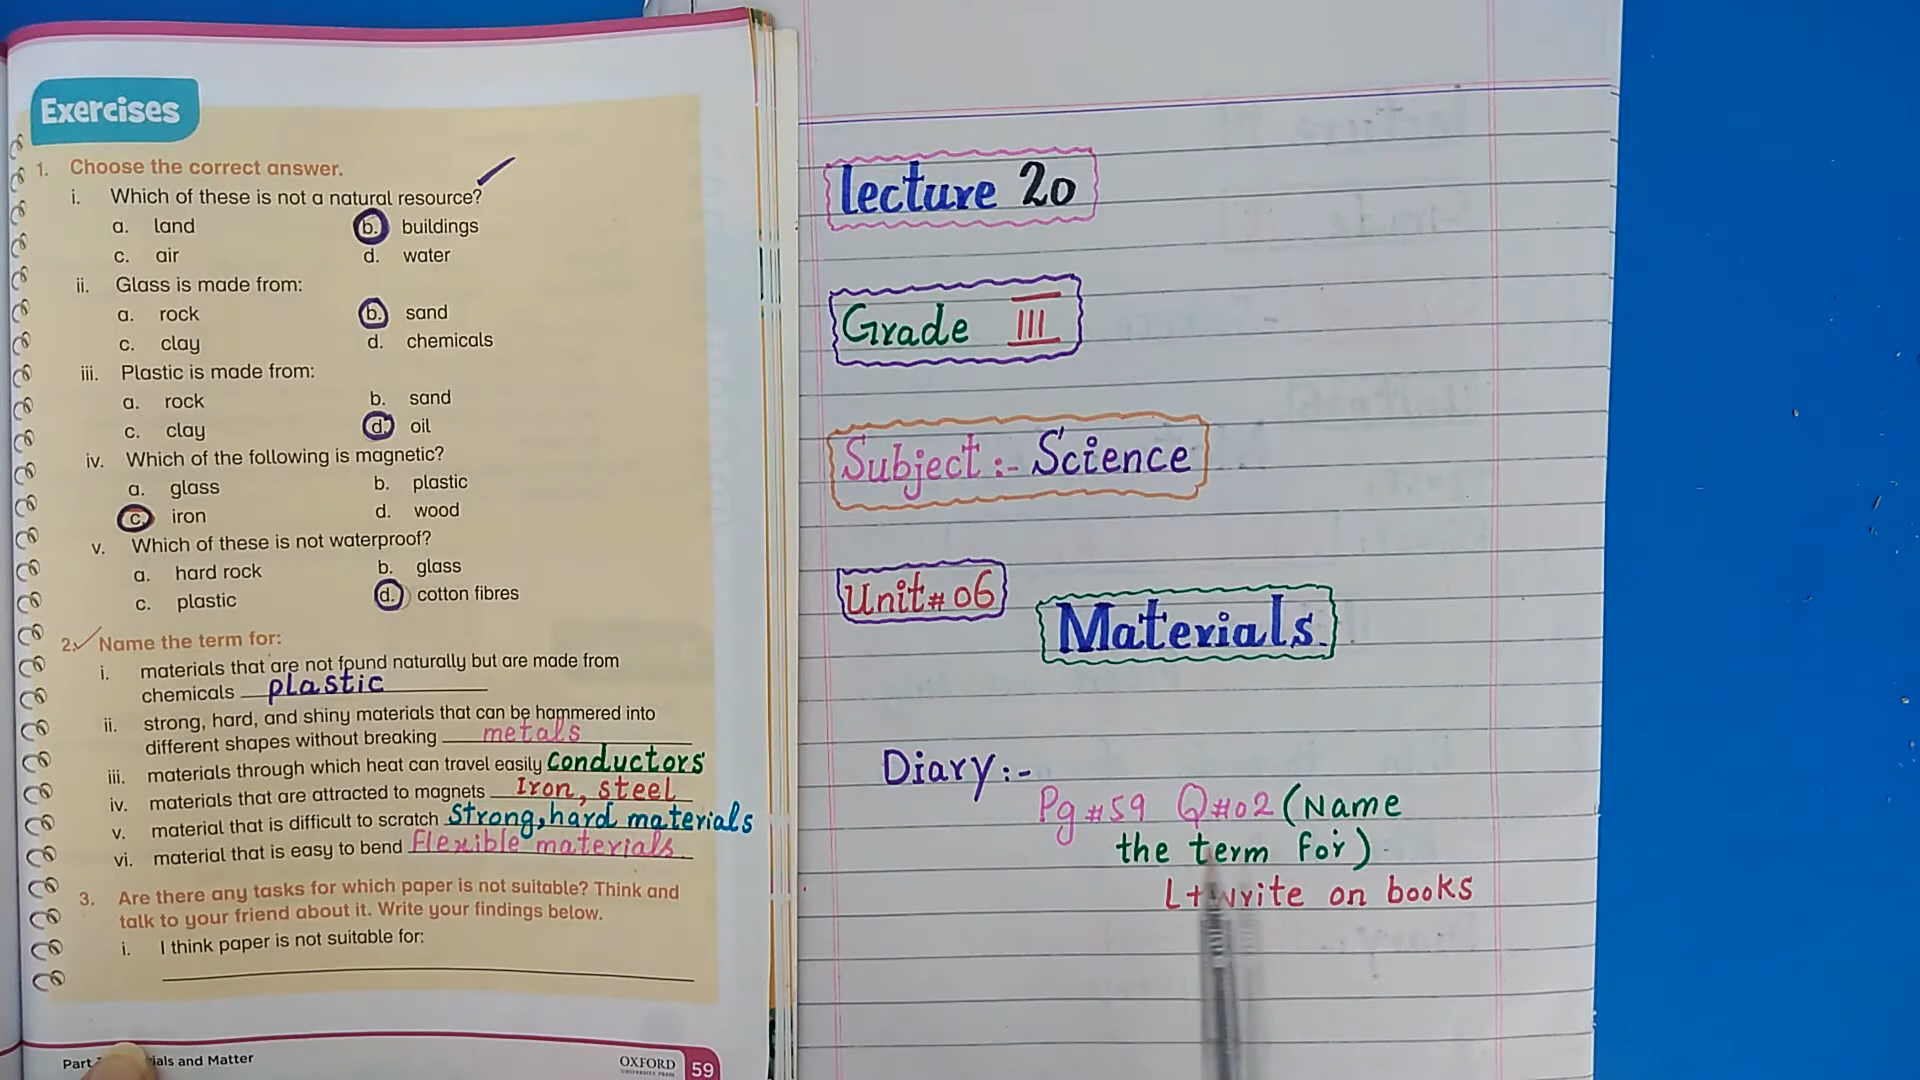 Exercises
1. Choose the correct answer.
i. Which of these is not a natural resource?
a. land b. buildings
c. air d. water
ii. Glass is made from:
a. rock b. sand
c. clay d. chemicals
iii. Plastic is made from:
a. rock b. sand
c. clay d. oil
iv. Which of the following is magnetic?
a. glass b. plastic
c. iron d. wood
v. Which of these is not waterproof?
a. hard rock b. glass
c. plastic d. cotton fibres
2. Name the term for:
i. materials that are not found naturally but are made from
chemicals plastic
ii. strong, hard, and shiny materials that can be hammered into
different shapes without breaking metals
iii. materials through which heat can travel easily conductors
iv. materials that are attracted to magnets Iron, steel
v. material that is difficult to scratch Strong, hard materials
vi. material that is easy to bend Flexible materials
3. Are there any tasks for which paper is not suitable? Think and
talk to your friend about it. Write your findings below.
i. I think paper is not suitable for:
Part and Matter
OXFORD
UNIVERSITY PRESS
59
lecture 20
Grade III
Subject :- Science
Unit# 06
Materials.
Diary:-
Pg #59 Q#02 (Name
the term for)
L+write on books